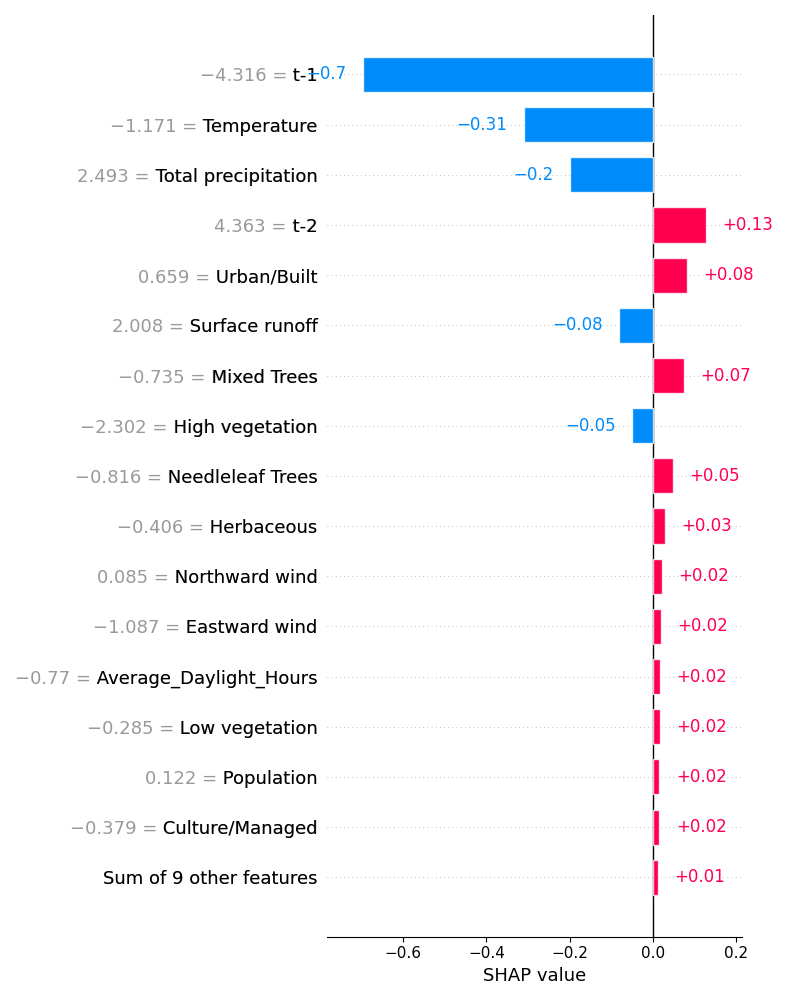 −4.316 = t-1 −0.7
−1.171 = Temperature −0.31
2.493 = Total precipitation −0.2
4.363 = t-2 +0.13
0.659 = Urban/Built +0.08
2.008 = Surface runoff −0.08
−0.735 = Mixed Trees +0.07
−2.302 = High vegetation −0.05
−0.816 = Needleleaf Trees +0.05
−0.406 = Herbaceous +0.03
0.085 = Northward wind +0.02
−1.087 = Eastward wind +0.02
−0.77 = Average_Daylight_Hours +0.02
−0.285 = Low vegetation +0.02
0.122 = Population +0.02
−0.379 = Culture/Managed +0.02
Sum of 9 other features +0.01
−0.6 −0.4 −0.2 0.0 0.2
SHAP value